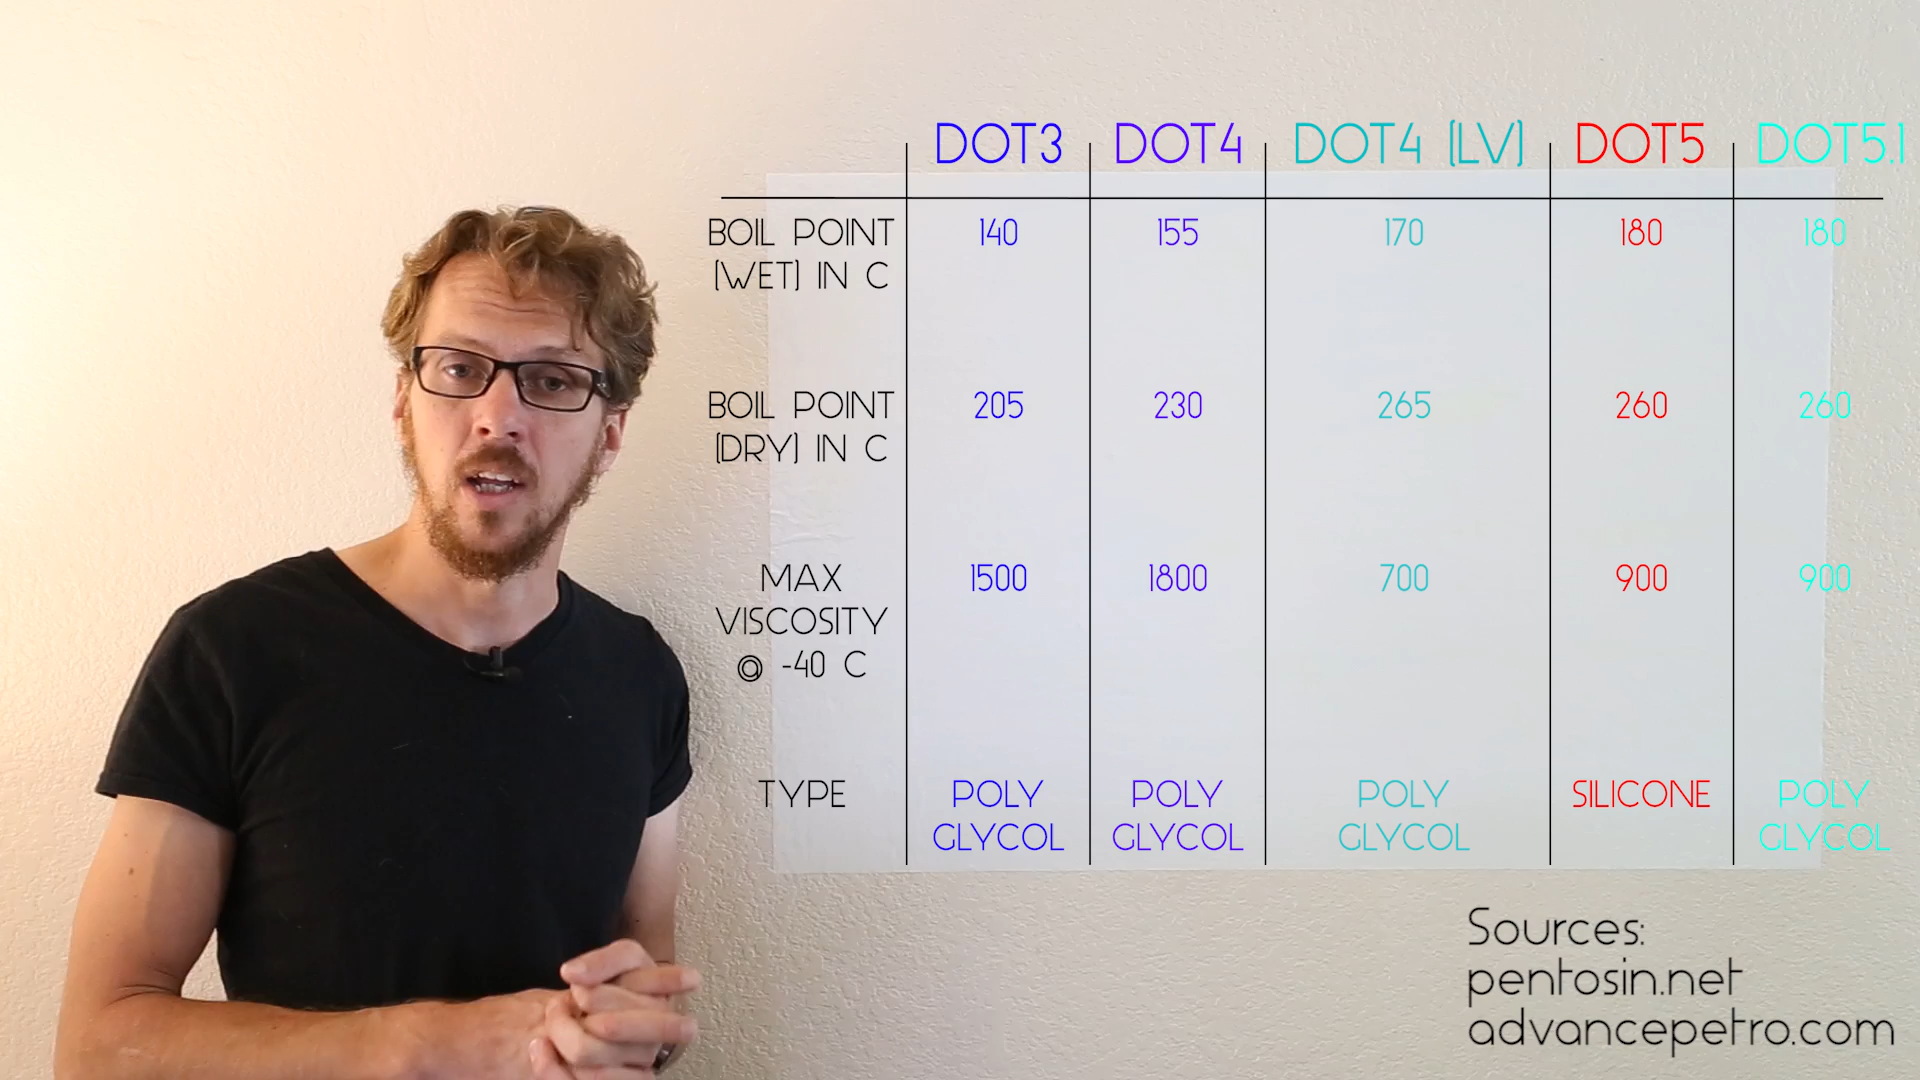 DOT3 DOT4 DOT4 (LV) DOT5 DOT5.1
BOIL POINT 140 155 170 180 180
(WET) IN C
BOIL POINT 205 230 265 260 260
(DRY) IN C
MAX 1500 1800 700 900 900
VISCOSITY
@ -40 C
TYPE POLY POLY POLY SILICONE POLY
GLYCOL GLYCOL GLYCOL GLYCOL
Sources:
pentosin.net
advancepetro.com